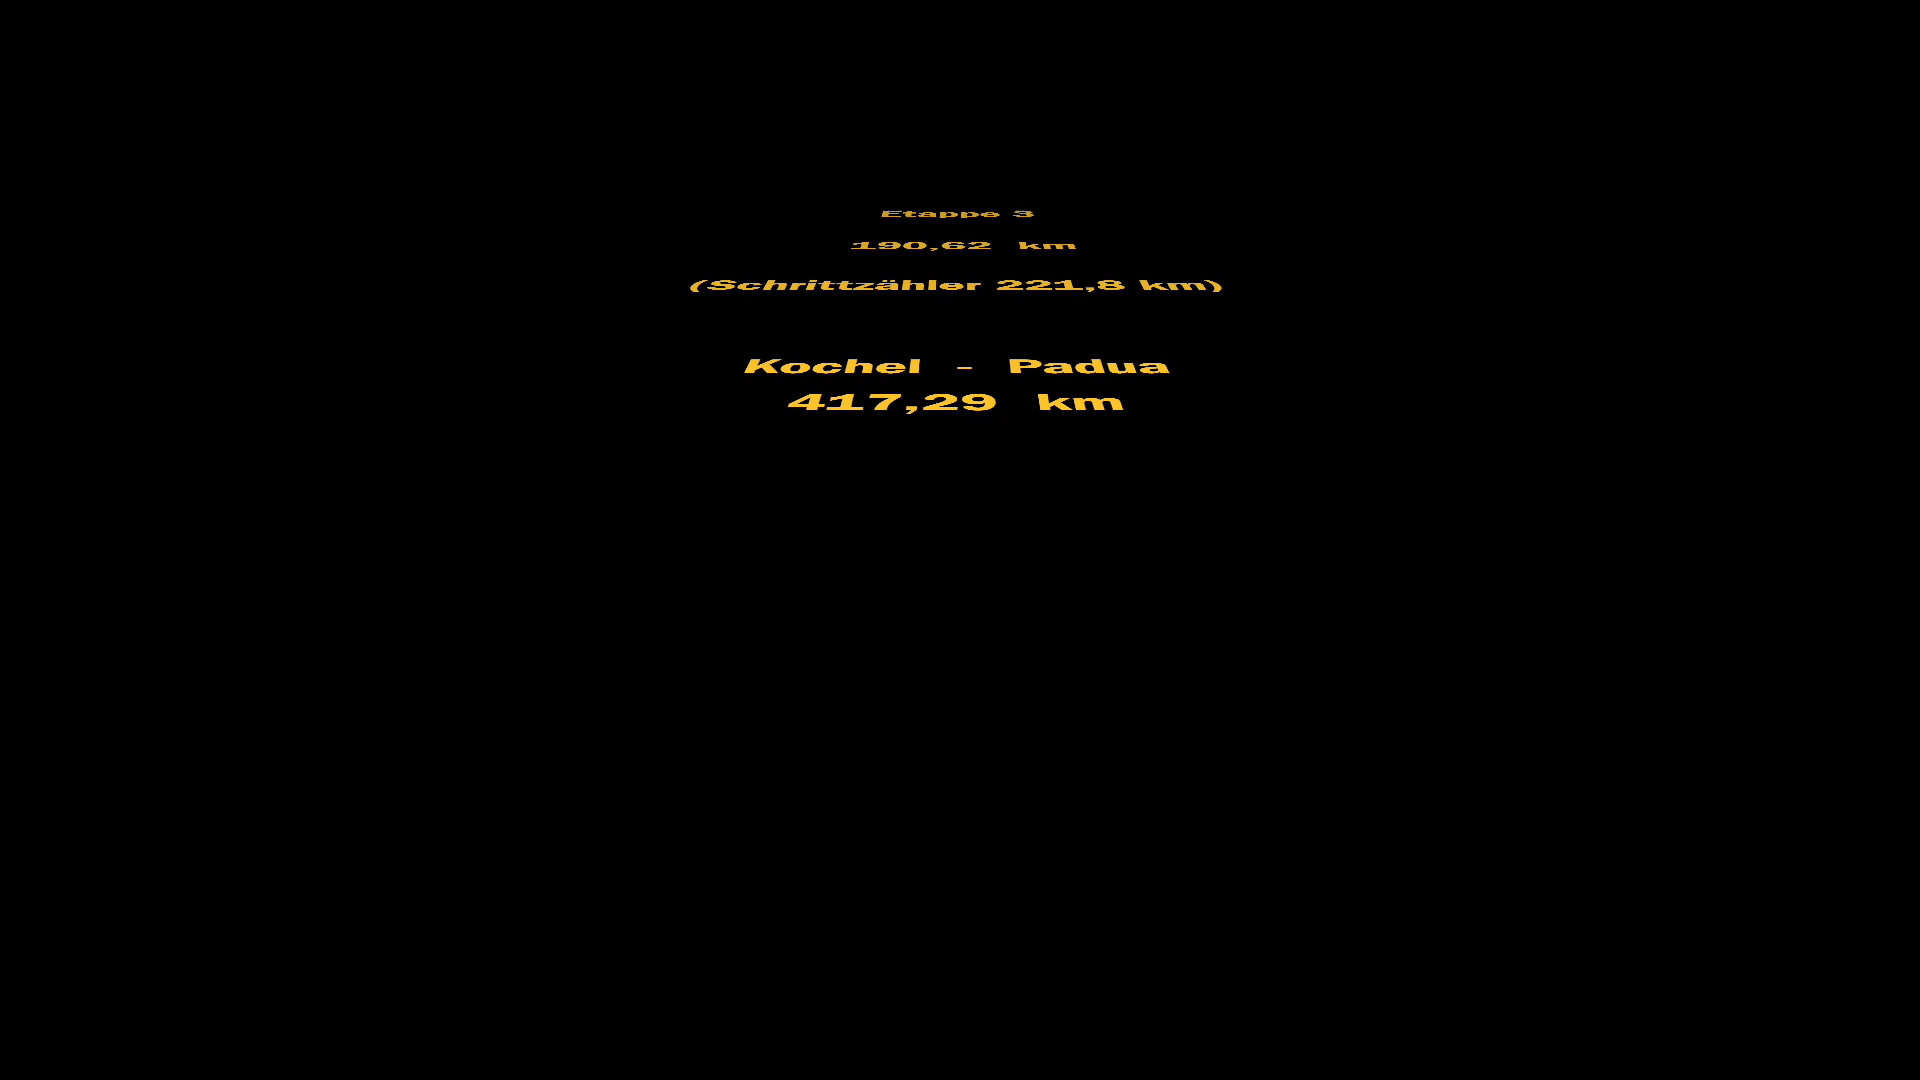 Etappe 3
190,62 km
(Schrittzähler 221,8 km)
Kochel - Padua
417,29 km